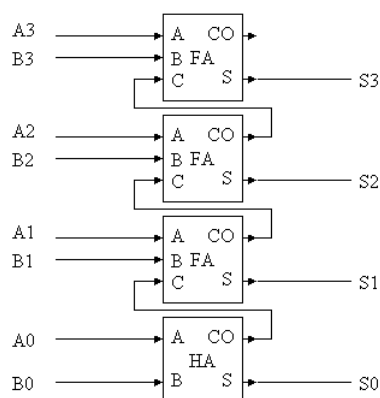 A3 A CO
B3 B FA
C S S3
A2 A CO
B2 B FA
C S S2
A1 A CO
B1 B FA
C S S1
A0 A CO
HA
B0 B S S0